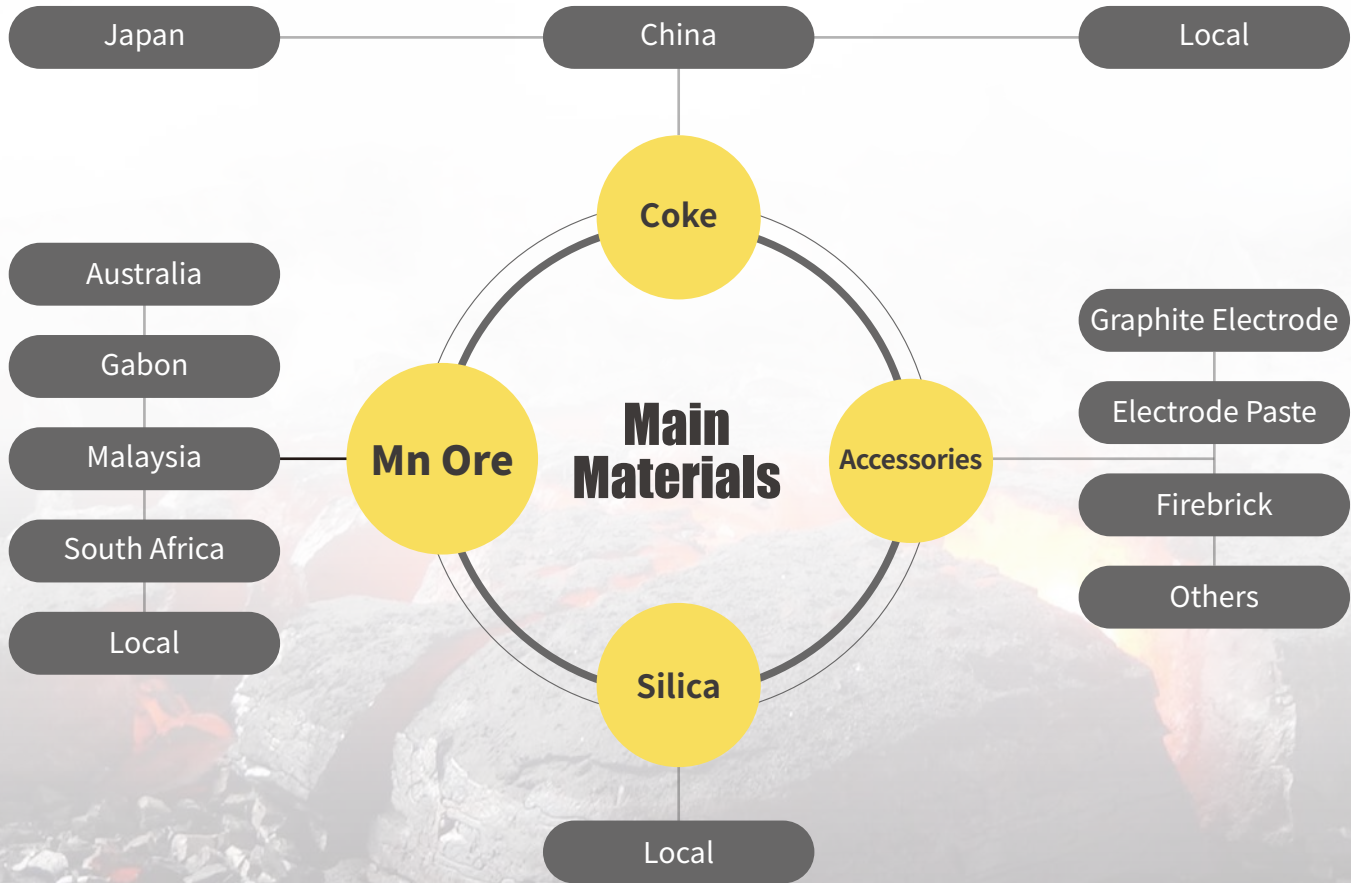 Japan
China
Local
Coke
Australia
Gabon
Malaysia
South Africa
Local
Mn Ore
Main
Materials
Accessories
Graphite Electrode
Electrode Paste
Firebrick
Others
Silica
Local